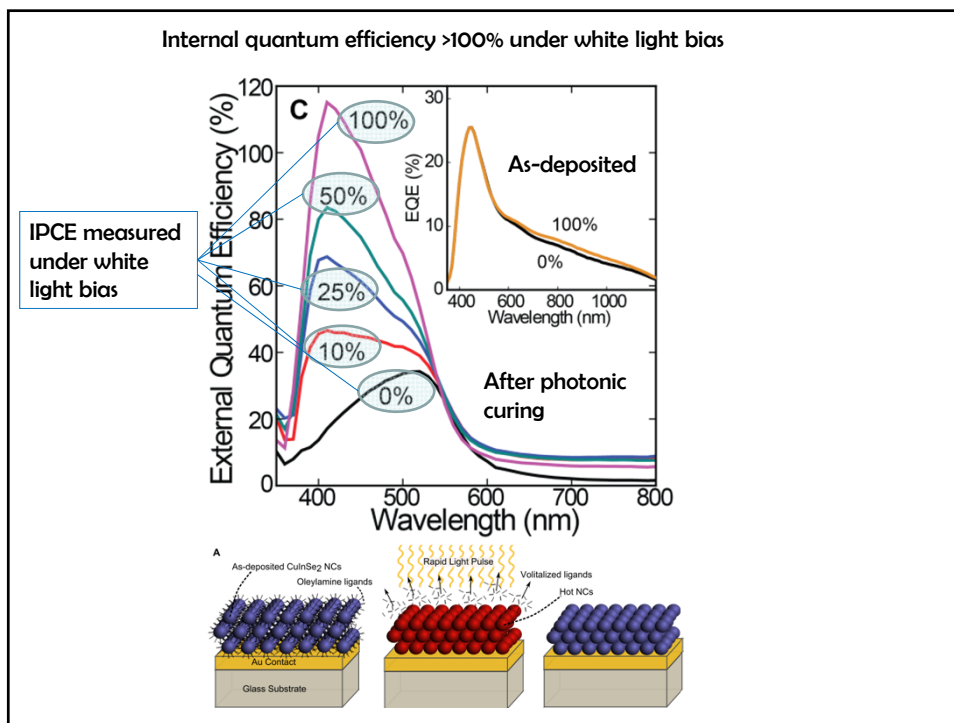 Internal quantum efficiency >100% under white light bias
External Quantum Efficiency (%)
120
100
80
60
40
20
0
C
100%
50%
25%
10%
0%
IPCE measured
under white
light bias
After photonic
curing
400
500
600
700
800
Wavelength (nm)
EQE (%)
30
20
10
0
As-deposited
100%
0%
400
600
800
1000
Wavelength (nm)
A
As-deposited CuInSe2 NCs
Oleylamine ligands
Au Contact
Glass Substrate
Rapid Light Pulse
Volitalized ligands
Hot NCs